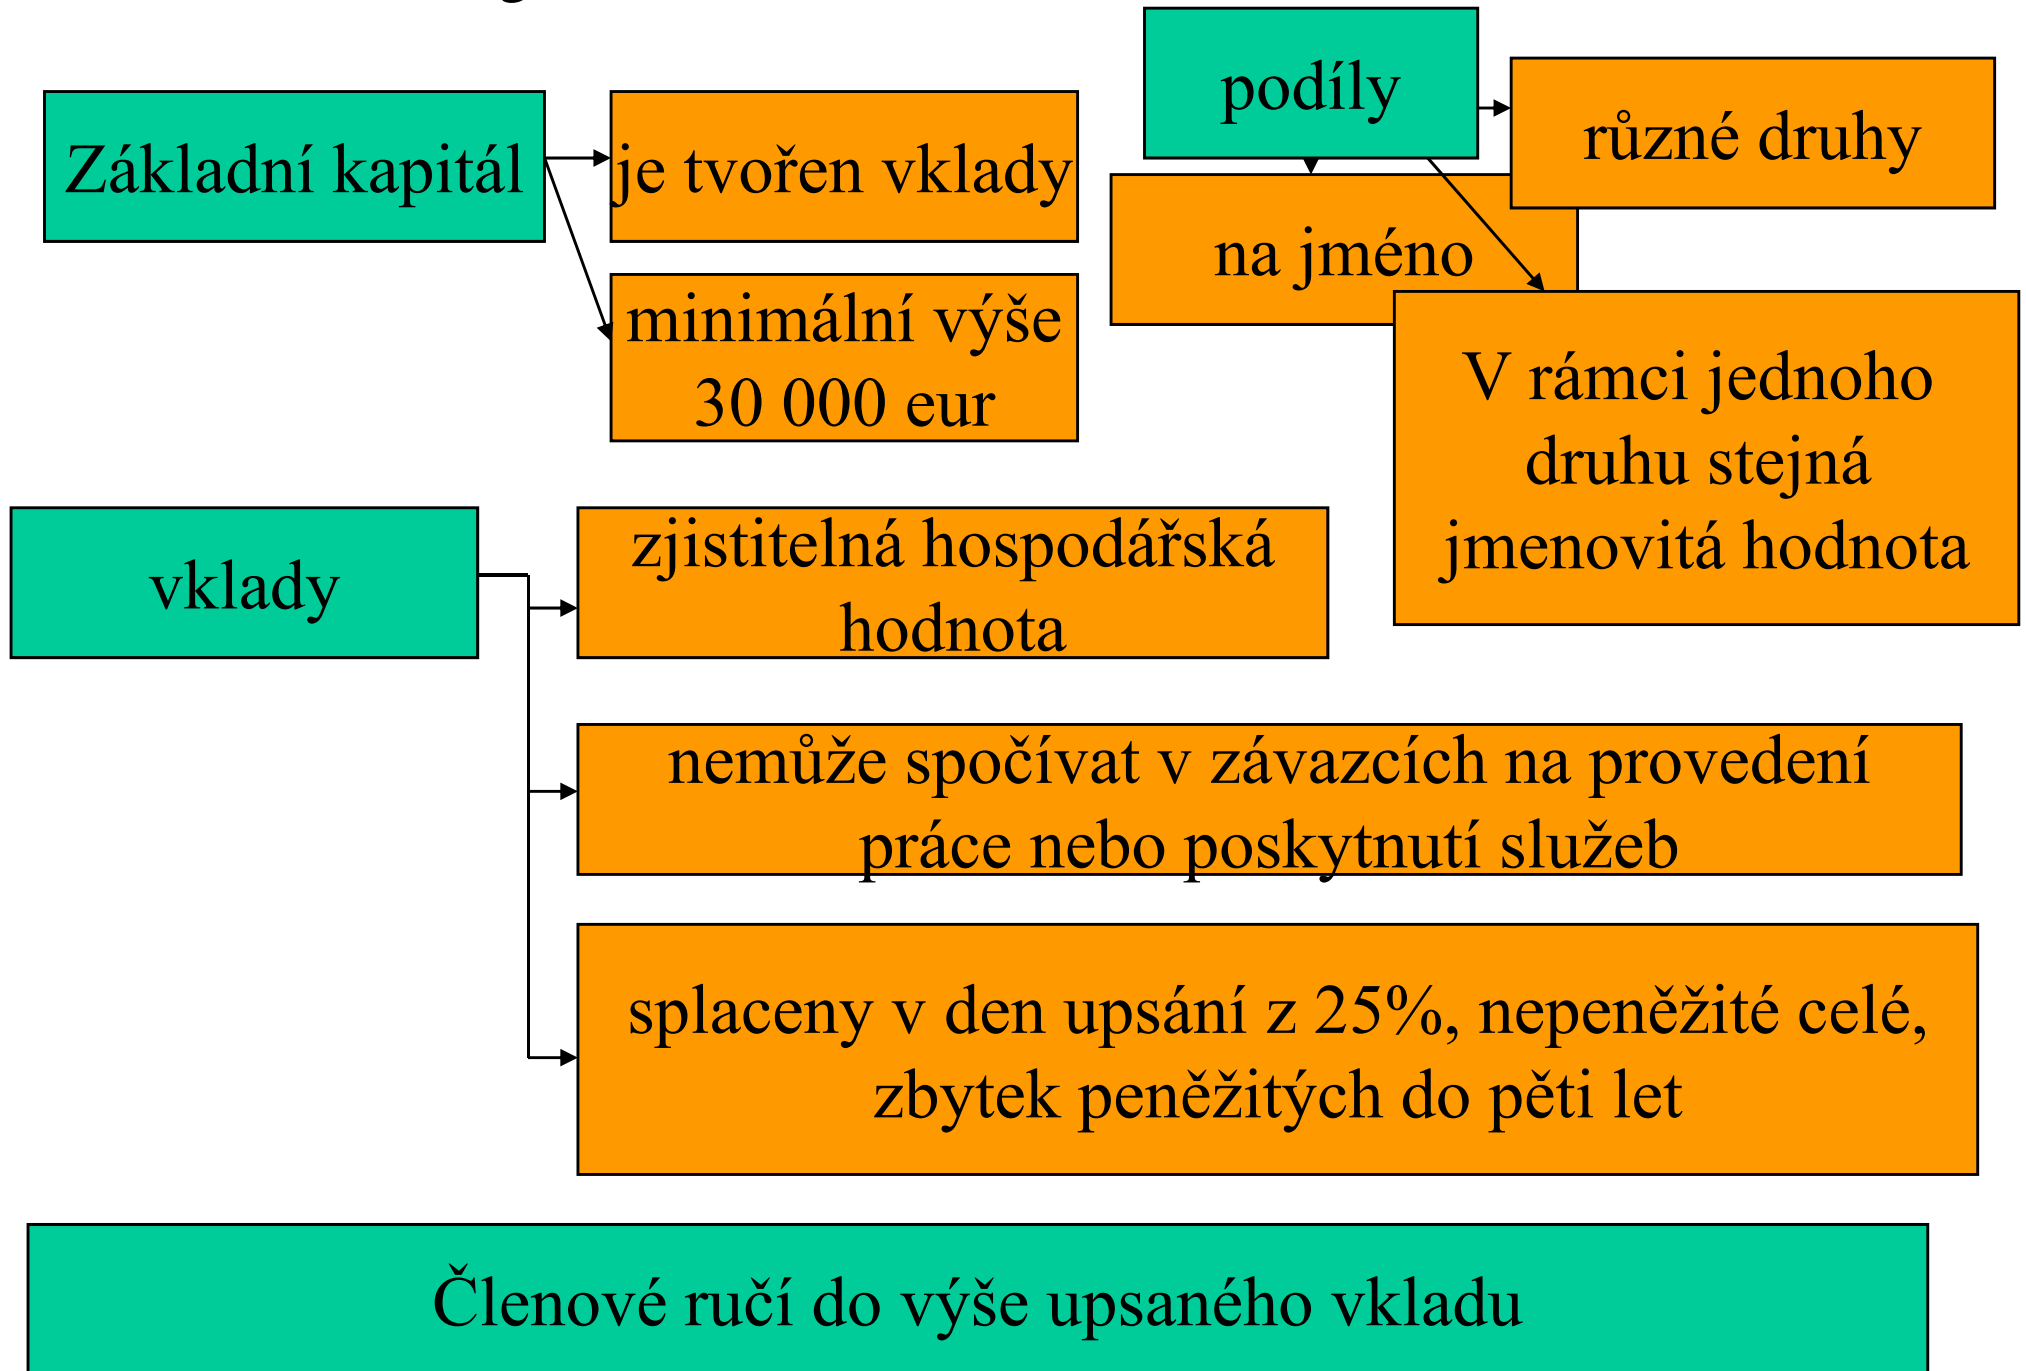 podíly
různé druhy
Základní kapitál
je tvořen vklady
na jméno
minimální výše
30 000 eur
V rámci jednoho
druhu stejná
jmenovitá hodnota
vklady
zjistitelná hospodářská
hodnota
nemůže spočívat v závazcích na provedení
práce nebo poskytnutí služeb
splaceny v den upsání z 25%, nepeněžité celé,
zbytek peněžitých do pěti let
Členové ručí do výše upsaného vkladu